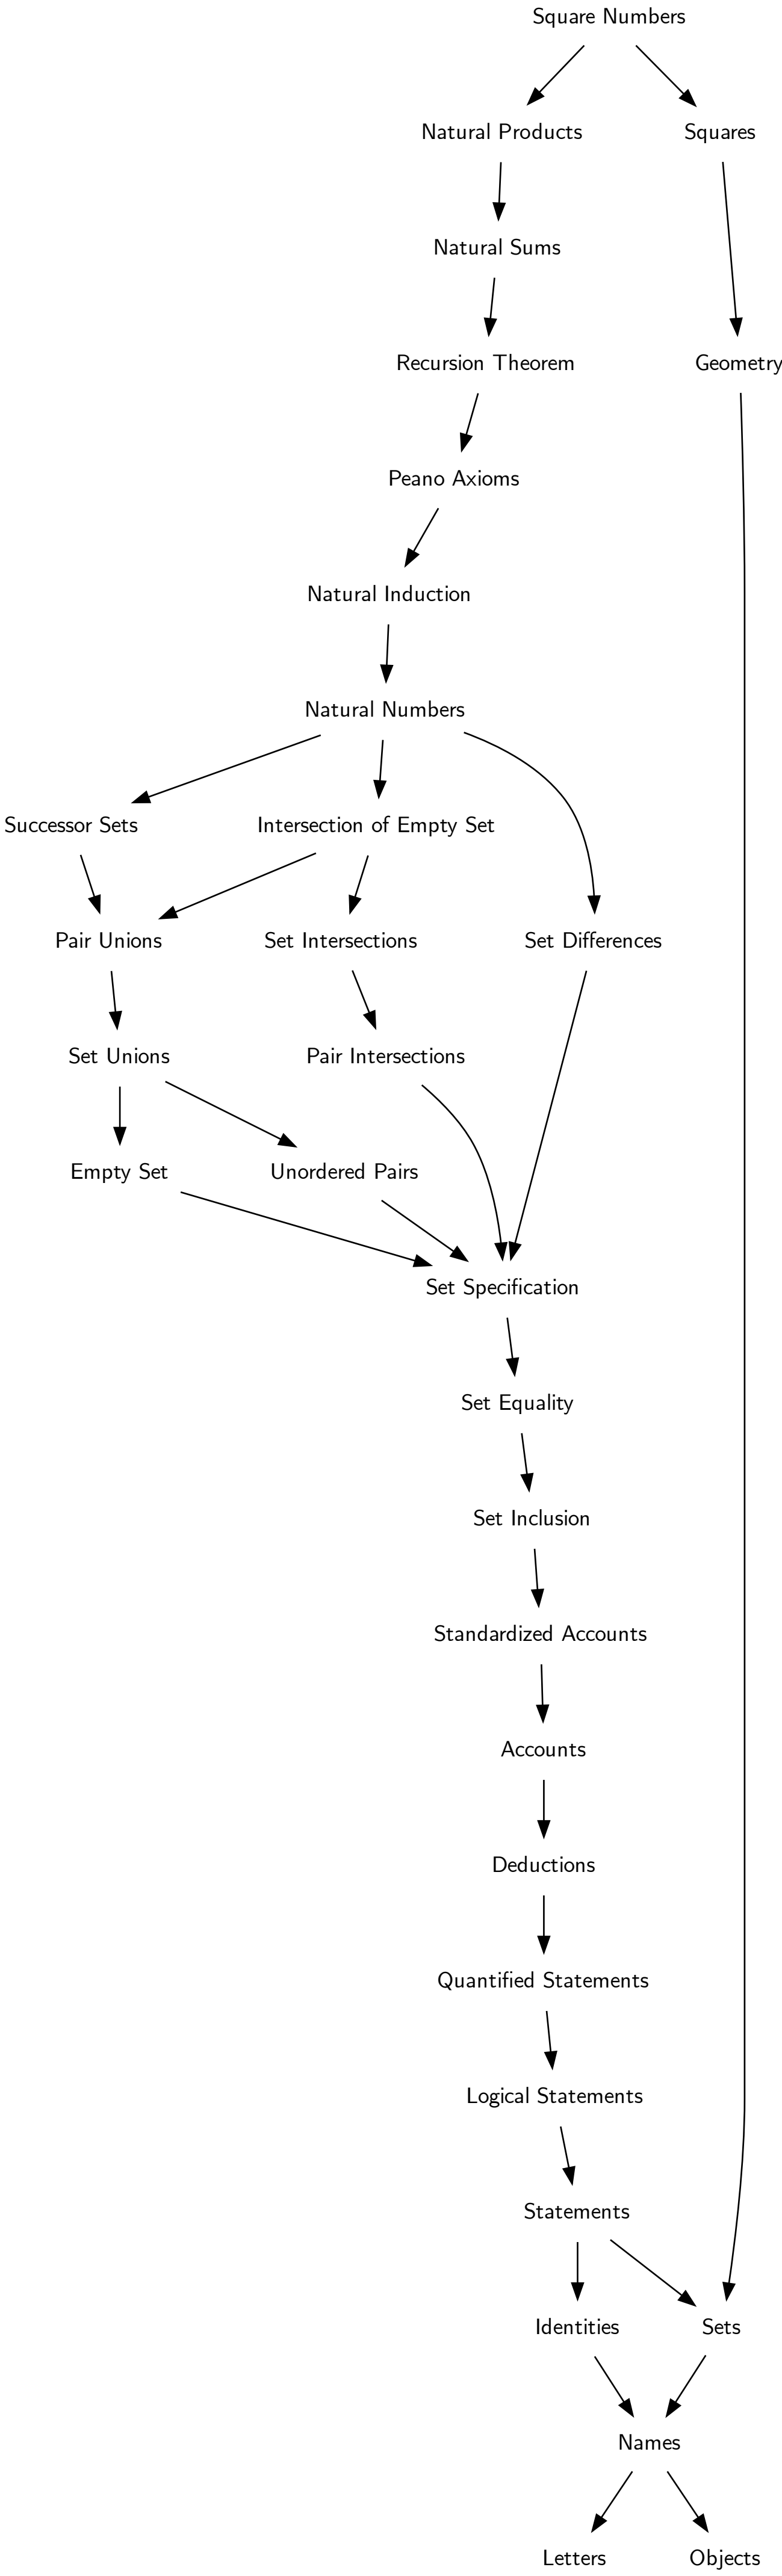 Square Numbers
Natural Products
Squares
Natural Sums
Recursion Theorem
Geometry
Peano Axioms
Natural Induction
Natural Numbers
Successor Sets
Intersection of Empty Set
Pair Unions
Set Intersections
Set Differences
Set Unions
Pair Intersections
Empty Set
Unordered Pairs
Set Specification
Set Equality
Set Inclusion
Standardized Accounts
Accounts
Deductions
Quantified Statements
Logical Statements
Statements
Identities
Sets
Names
Letters
Objects